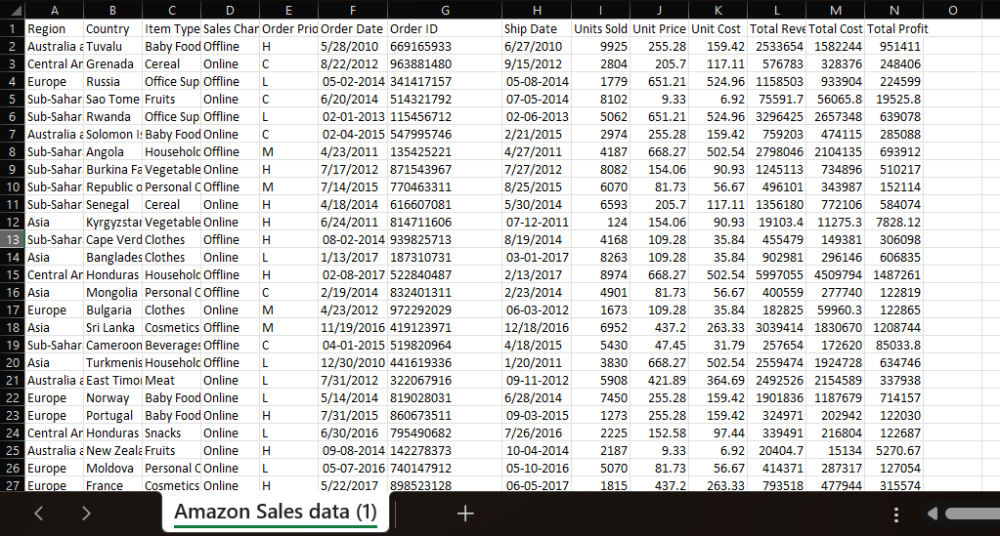 A B C D E F G H I J K L M N O
1 Region Country Item Type Sales Chan Order Prio Order Date Order ID Ship Date Units Sold Unit Price Unit Cost Total Reve Total Cost Total Profit
2 Australia a Tuvalu Baby Food Offline H 5/28/2010 669165933 6/27/2010 9925 255.28 159.42 2533654 1582244 951411
3 Central Am Grenada Cereal Online C 8/22/2012 963881480 9/15/2012 2804 205.7 117.11 576783 328376 248406
4 Europe Russia Office Sup Offline L 05-02-2014 341417157 05-08-2014 1779 651.21 524.96 1158503 933904 224599
5 Sub-Sahar Sao Tome Fruits Online C 6/20/2014 514321792 07-05-2014 8102 9.33 6.92 75591.7 56065.8 19525.8
6 Sub-Sahar Rwanda Office Sup Offline L 02-01-2013 115456712 02-06-2013 5062 651.21 524.96 3296425 2657348 639078
7 Australia a Solomon Is Baby Food Online C 02-04-2015 547995746 2/21/2015 2974 255.28 159.42 759203 474115 285088
8 Sub-Sahar Angola Household Offline M 4/23/2011 135425221 4/27/2011 4187 668.27 502.54 2798046 2104135 693912
9 Sub-Sahar Burkina Fa Vegetable Online H 7/17/2012 871543967 7/27/2012 8082 154.06 90.93 1245113 734896 510217
10 Sub-Sahar Republic o Personal C Offline M 7/14/2015 770463311 8/25/2015 6070 81.73 56.67 496101 343987 152114
11 Sub-Sahar Senegal Cereal Online H 4/18/2014 616607081 5/30/2014 6593 205.7 117.11 1356180 772106 584074
12 Asia Kyrgyzstar Vegetable Online H 6/24/2011 814711606 07-12-2011 124 154.06 90.93 19103.4 11275.3 7828.12
13 Sub-Sahar Cape Verd Clothes Offline H 08-02-2014 939825713 8/19/2014 4168 109.28 35.84 455479 149381 306098
14 Asia Banglades Clothes Online L 1/13/2017 187310731 03-01-2017 8263 109.28 35.84 902981 296146 606835
15 Central Am Honduras Household Offline H 02-08-2017 522840487 2/13/2017 8974 668.27 502.54 5997055 4509794 1487261
16 Asia Mongolia Personal C Offline C 2/19/2014 832401311 2/23/2014 4901 81.73 56.67 400559 277740 122819
17 Europe Bulgaria Clothes Online M 4/23/2012 972292029 06-03-2012 1673 109.28 35.84 182825 59960.3 122865
18 Asia Sri Lanka Cosmetics Offline M 11/19/2016 419123971 12/18/2016 6952 437.2 263.33 3039414 1830670 1208744
19 Sub-Sahar Cameroon Beverages Offline C 04-01-2015 519820964 4/18/2015 5430 47.45 31.79 257654 172620 85033.8
20 Asia Turkmenis Household Offline L 12/30/2010 441619336 1/20/2011 3830 668.27 502.54 2559474 1924728 634746
21 Australia a East Timo Meat Online L 7/31/2012 322067916 09-11-2012 5908 421.89 364.69 2492526 2154589 337938
22 Europe Norway Baby Food Online L 5/14/2014 819028031 6/28/2014 7450 255.28 159.42 1901836 1187679 714157
23 Europe Portugal Baby Food Online H 7/31/2015 860673511 09-03-2015 1273 255.28 159.42 324971 202942 122030
24 Central Am Honduras Snacks Online L 6/30/2016 795490682 7/26/2016 2225 152.58 97.44 339491 216804 122687
25 Australia a New Zeala Fruits Online H 09-08-2014 142278373 10-04-2014 2187 9.33 6.92 20404.7 15134 5270.67
26 Europe Moldova Personal C Online L 05-07-2016 740147912 05-10-2016 5070 81.73 56.67 414371 287317 127054
27 Europe France Cosmetics Online H 5/22/2017 898523128 06-05-2017 1815 437.2 263.33 793518 477944 315574
Amazon Sales data (1)